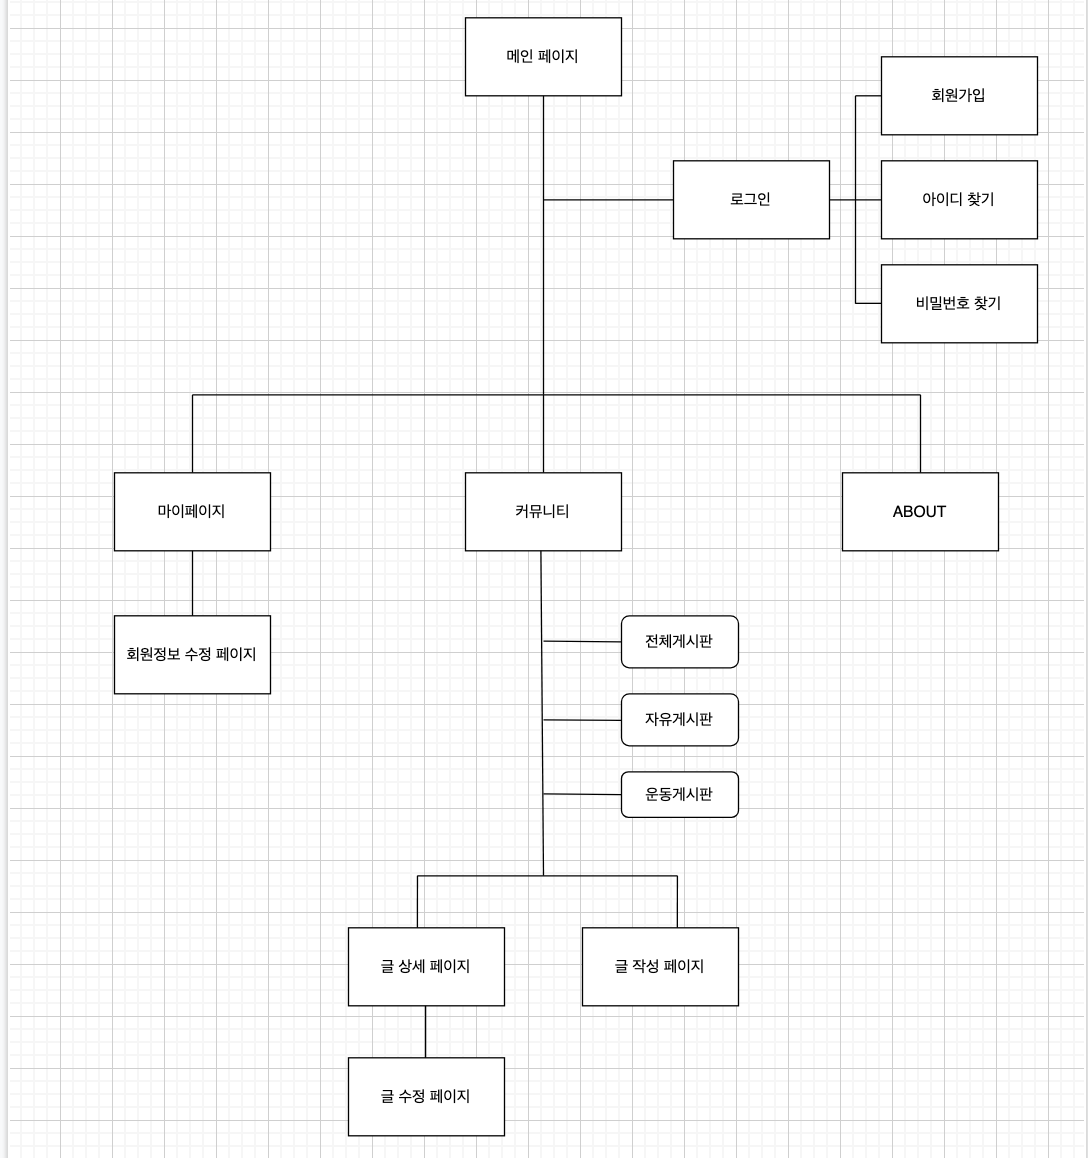 메인 페이지
회원가입
로그인
아이디 찾기
비밀번호 찾기
마이페이지
커뮤니티
ABOUT
회원정보 수정 페이지
전체게시판
자유게시판
운동게시판
글 상세 페이지
글 작성 페이지
글 수정 페이지